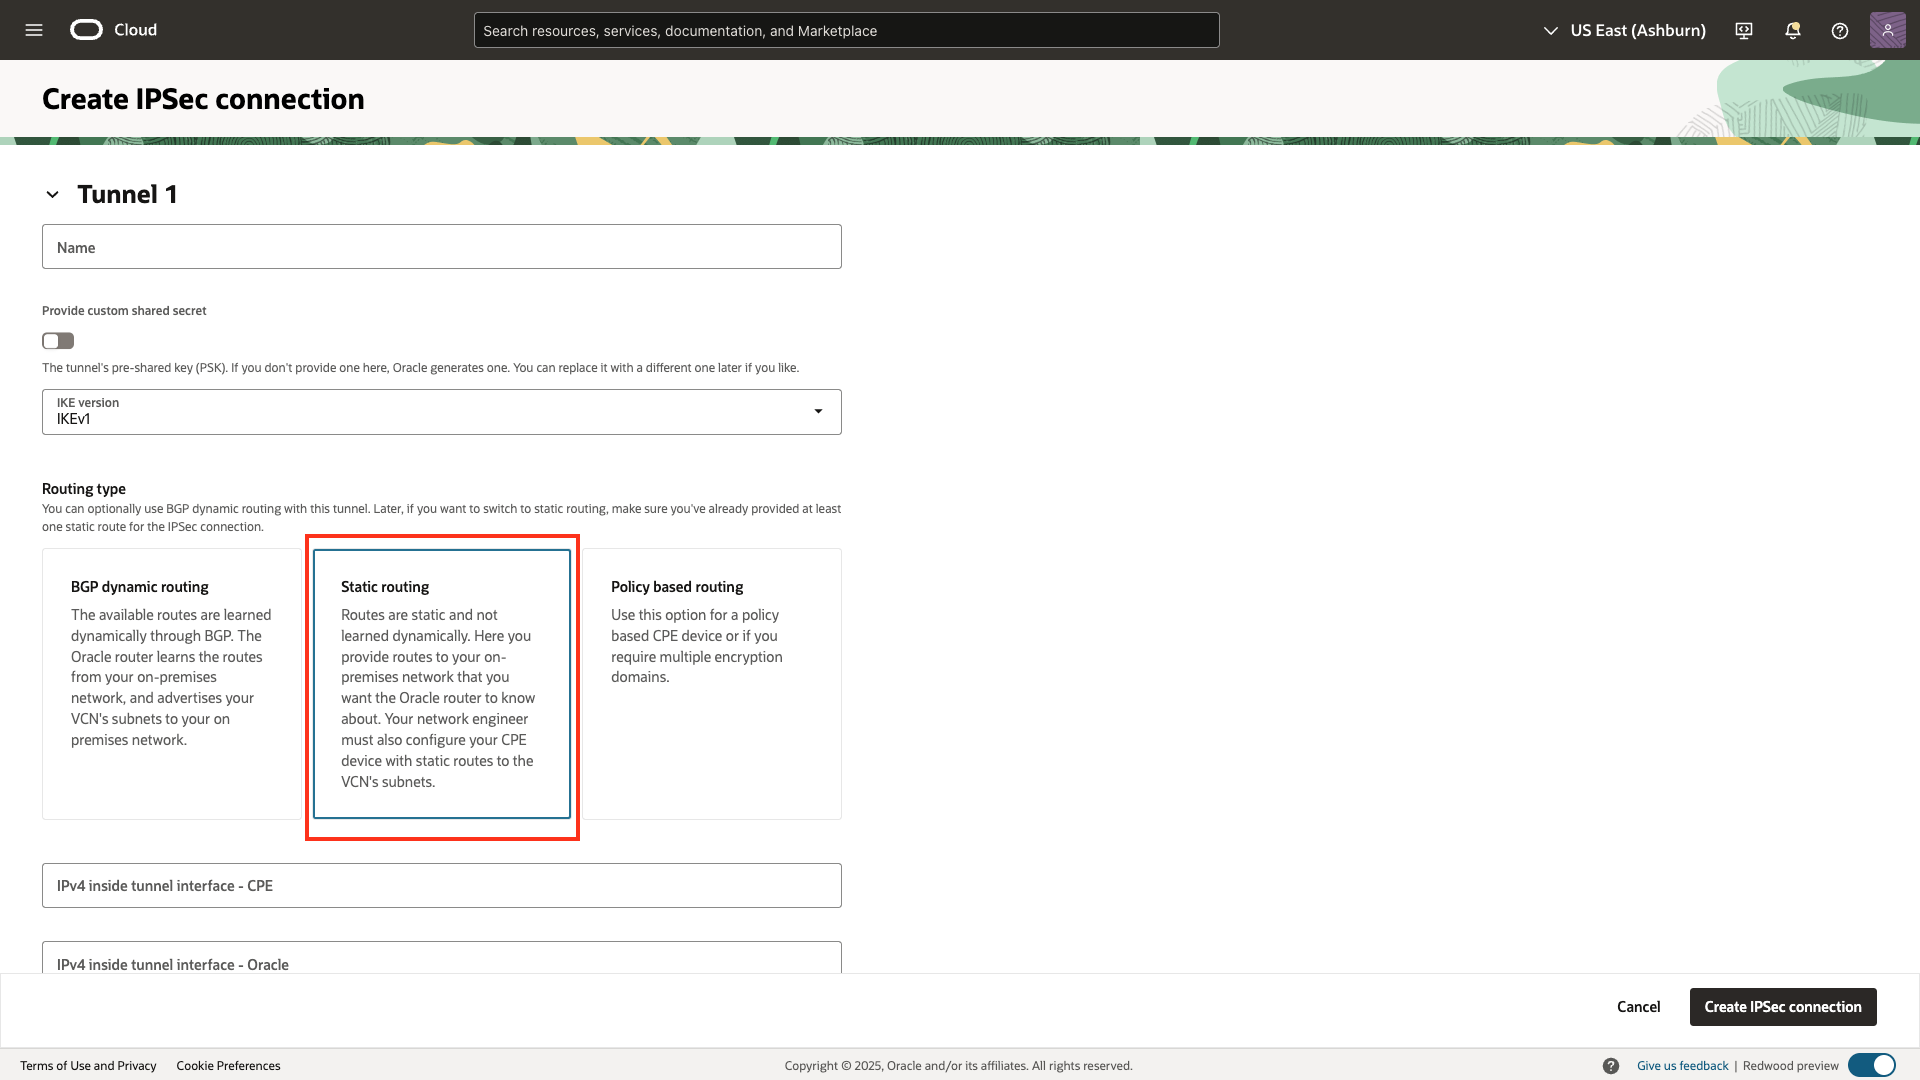 Cloud
Search resources, services, documentation, and Marketplace
US East (Ashburn)
Create IPSec connection
Tunnel 1
Name
Provide custom shared secret
The tunnel's pre-shared key (PSK). If you don't provide one here, Oracle generates one. You can replace it with a different one later if you like.
IKE version
IKEv1
Routing type
You can optionally use BGP dynamic routing with this tunnel. Later, if you want to switch to static routing, make sure you've already provided at least
one static route for the IPSec connection.
BGP dynamic routing
The available routes are learned
dynamically through BGP. The
Oracle router learns the routes
from your on-premises
network, and advertises your
VCN's subnets to your on
premises network.
Static routing
Routes are static and not
learned dynamically. Here you
provide routes to your on-
premises network that you
want the Oracle router to know
about. Your network engineer
must also configure your CPE
device with static routes to the
VCN's subnets.
Policy based routing
Use this option for a policy
based CPE device or if you
require multiple encryption
domains.
IPv4 inside tunnel interface - CPE
IPv4 inside tunnel interface - Oracle
Cancel
Create IPSec connection
Terms of Use and Privacy
Cookie Preferences
Copyright © 2025, Oracle and/or its affiliates. All rights reserved.
Give us feedback | Redwood preview